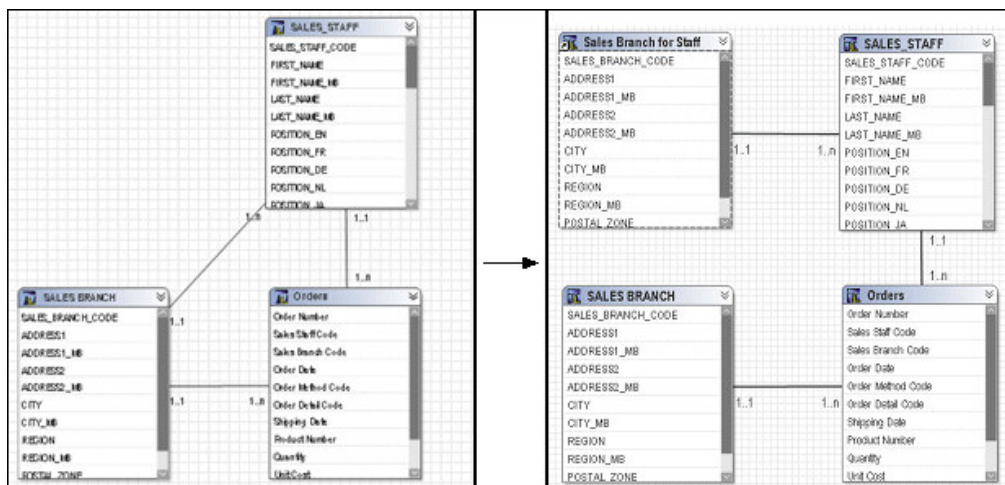 SALES_STAFF
SALES_STAFF_CODE
FIRST_NAME
FIRST_NAME_MB
LAST_NAME
LAST_NAME_MB
POSITION_EN
POSITION_FR
POSITION_DE
POSITION_NL
POSITION_JA
1..n
1..1
1..n
SALES BRANCH
SALES_BRANCH_CODE
ADDRESS1
ADDRESS1_MB
ADDRESS2
ADDRESS2_MB
CITY
CITY_MB
REGION
REGION_MB
POSTAL_ZONE
1..1
1..1
1..n
Orders
Order Number
Sales Staff Code
Sales Branch Code
Order Date
Order Method Code
Order Detail Code
Shipping Date
Product Number
Quantity
Unit Cost
Sales Branch for Staff
SALES_BRANCH_CODE
ADDRESS1
ADDRESS1_MB
ADDRESS2
ADDRESS2_MB
CITY
CITY_MB
REGION
REGION_MB
POSTAL_ZONE
1..1
1..n
SALES_STAFF
SALES_STAFF_CODE
FIRST_NAME
FIRST_NAME_MB
LAST_NAME
LAST_NAME_MB
POSITION_EN
POSITION_FR
POSITION_DE
POSITION_NL
POSITION_JA
1..1
1..n
SALES BRANCH
SALES_BRANCH_CODE
ADDRESS1
ADDRESS1_MB
ADDRESS2
ADDRESS2_MB
CITY
CITY_MB
REGION
REGION_MB
POSTAL_ZONE
1..1
1..n
Orders
Order Number
Sales Staff Code
Sales Branch Code
Order Date
Order Method Code
Order Detail Code
Shipping Date
Product Number
Quantity
Unit Cost